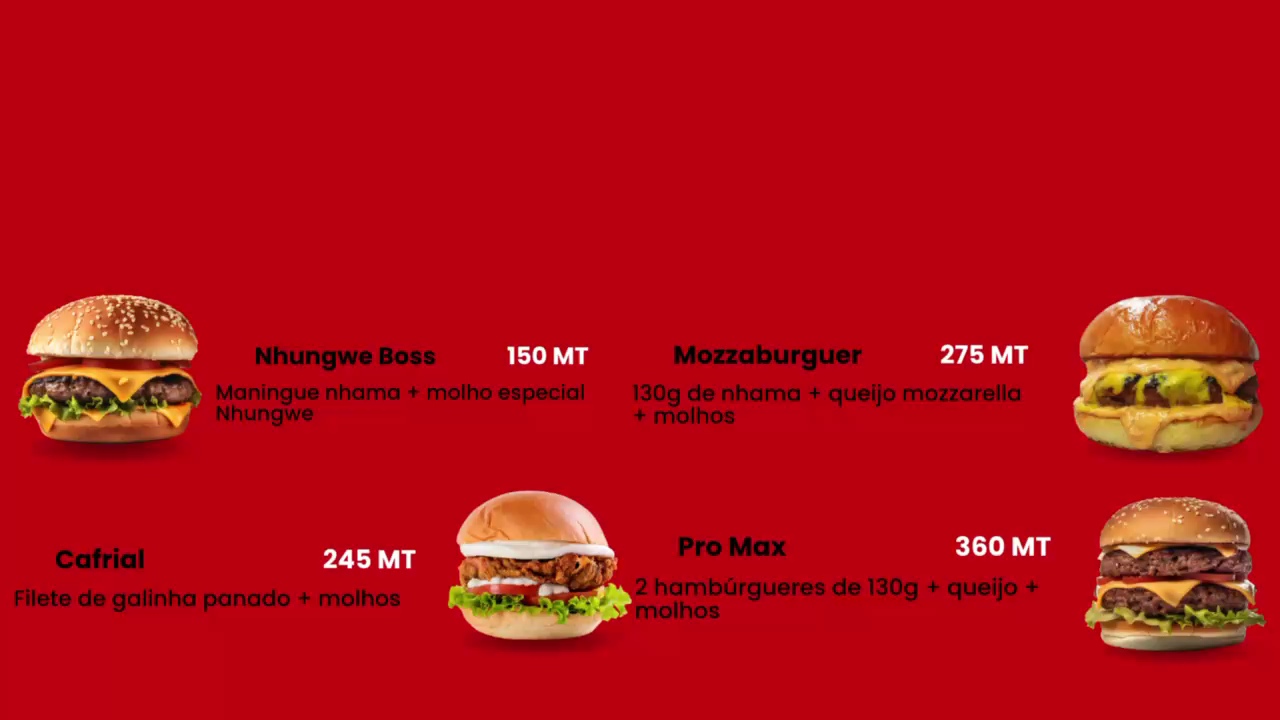 Nhungwe Boss 150 MT
Maningue nhama + molho especial
Nhungwe
Mozzaburguer 275 MT
130g de nhama + queijo mozzarella
+ molhos
Cafrial 245 MT
Filete de galinha panado + molhos
Pro Max 360 MT
2 hambúrgueres de 130g + queijo +
molhos